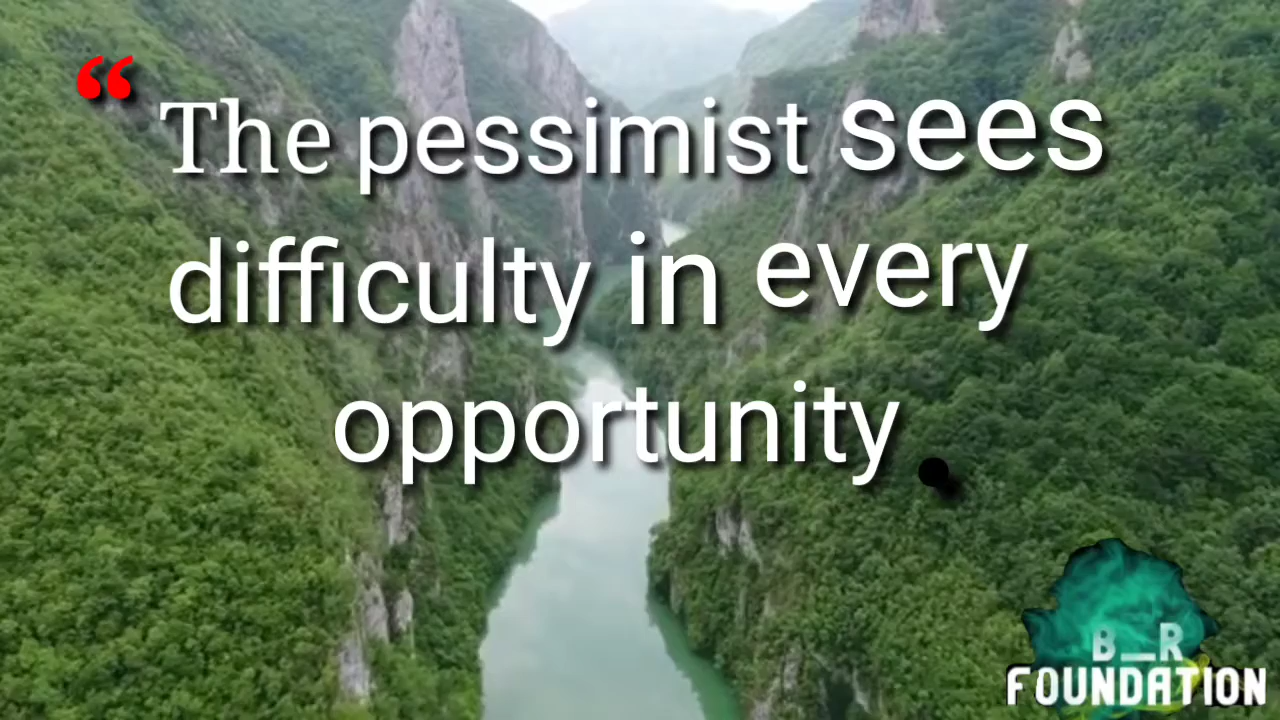 “ The pessimist sees
difficulty in every
opportunity .
B_R
FOUNDATION